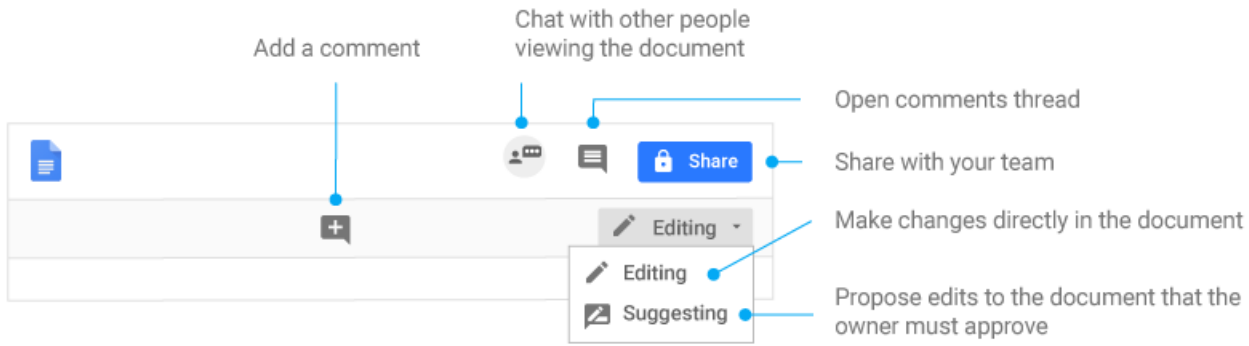 Chat with other people
viewing the document
Add a comment
Open comments thread
Share
Share with your team
Make changes directly in the document
Editing
Editing
Suggesting
Propose edits to the document that the
owner must approve